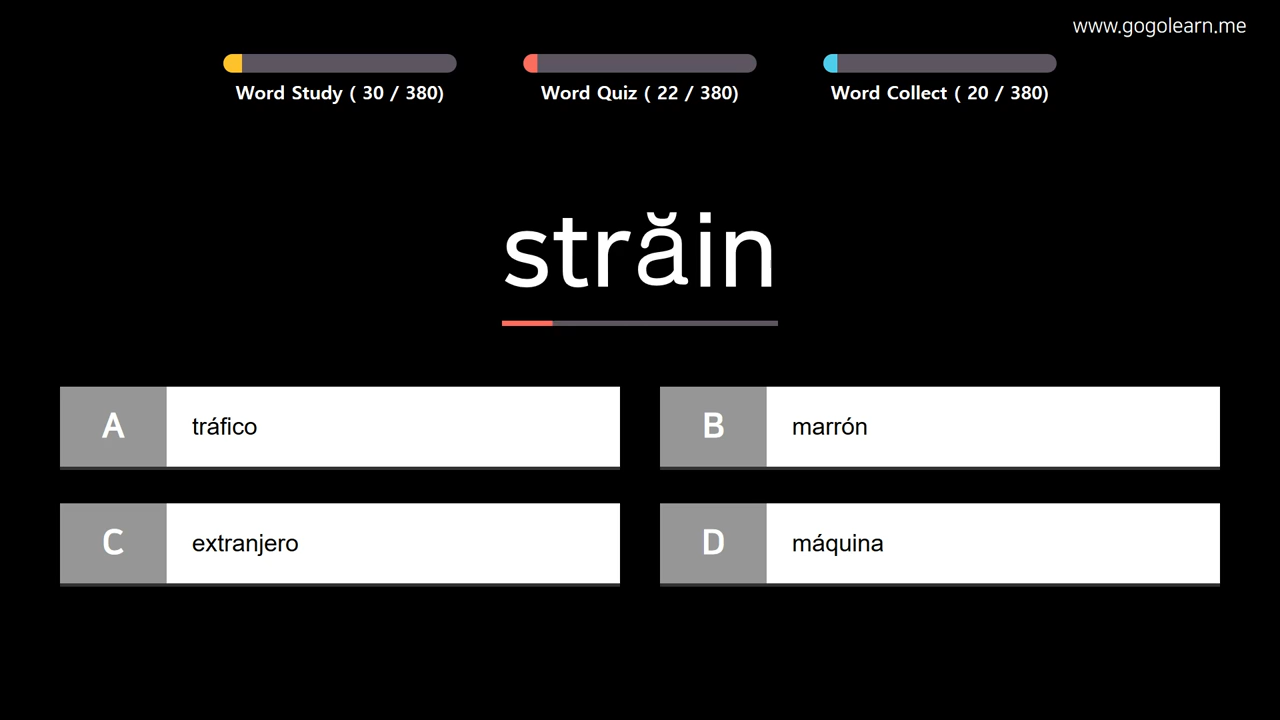 www.gogolearn.me
Word Study ( 30 / 380)
Word Quiz ( 22 / 380)
Word Collect ( 20 / 380)
străin
A
tráfico
B
marrón
C
extranjero
D
máquina